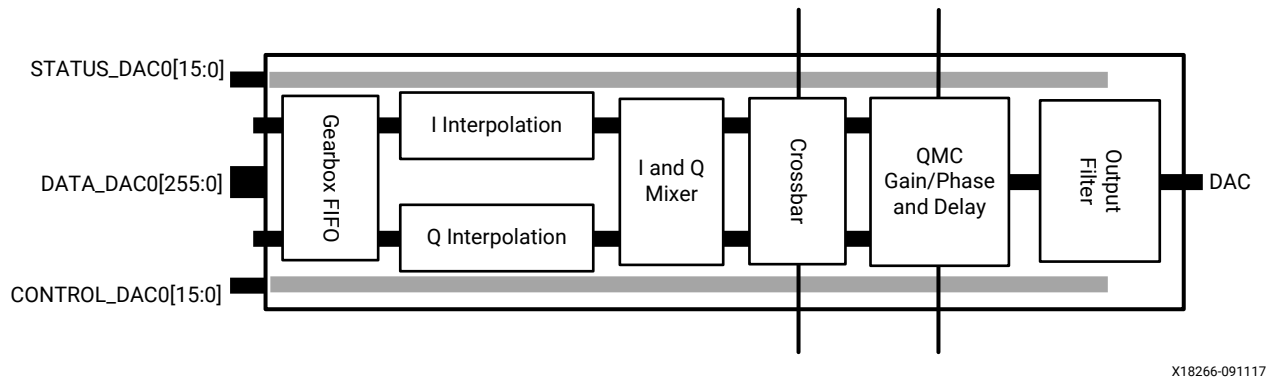 STATUS_DAC0[15:0]
DATA_DAC0[255:0]
CONTROL_DAC0[15:0]
Gearbox FIFO
I Interpolation
Q Interpolation
I and Q
Mixer
Crossbar
QMC
Gain/Phase
and Delay
Output
Filter
DAC
X18266-091117